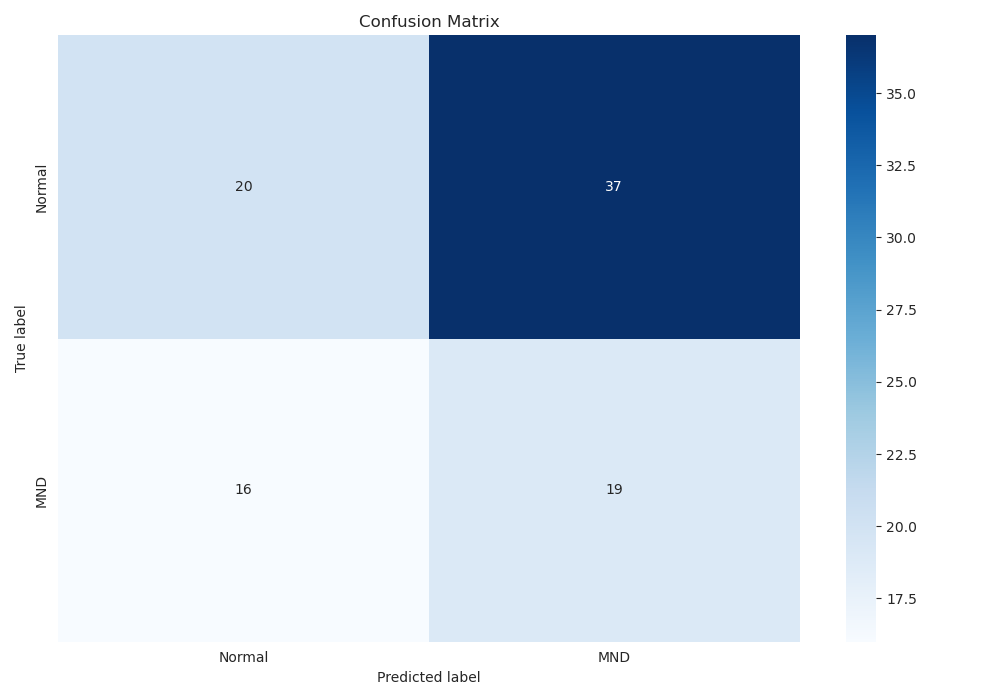 Confusion Matrix
Normal
20
37
MND
16
19
True label
Normal
MND
Predicted label
35.0
32.5
30.0
27.5
25.0
22.5
20.0
17.5